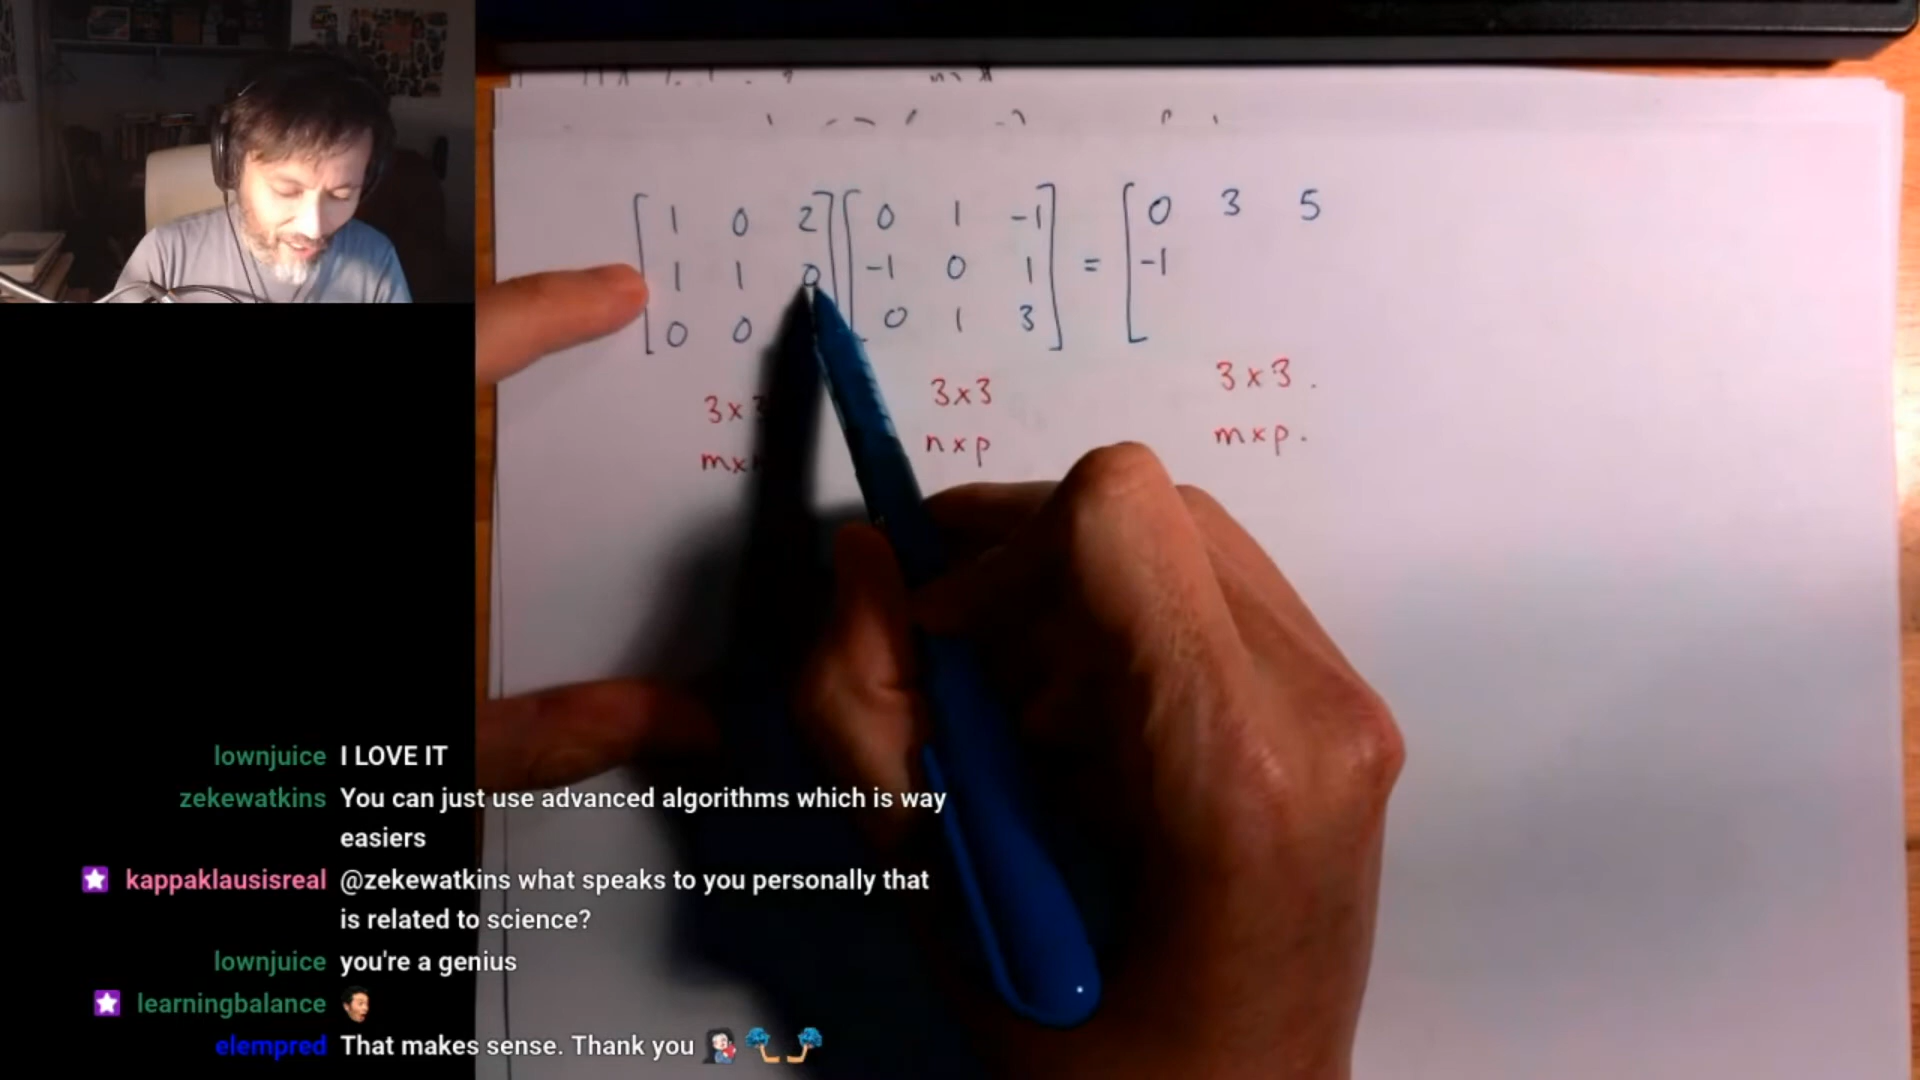 1 0 2 0 1 -1 = 0 3 5
1 1 0 -1 0 1 -1
0 0 0 1 3
3x3 3x3 .
mx n x p m x p .
lownjuice I LOVE IT
zekewatkins You can just use advanced algorithms which is way
easiers
kappaklausisreal @zekewatkins what speaks to you personally that
is related to science?
lownjuice you're a genius
learningbalance
elempred That makes sense. Thank you